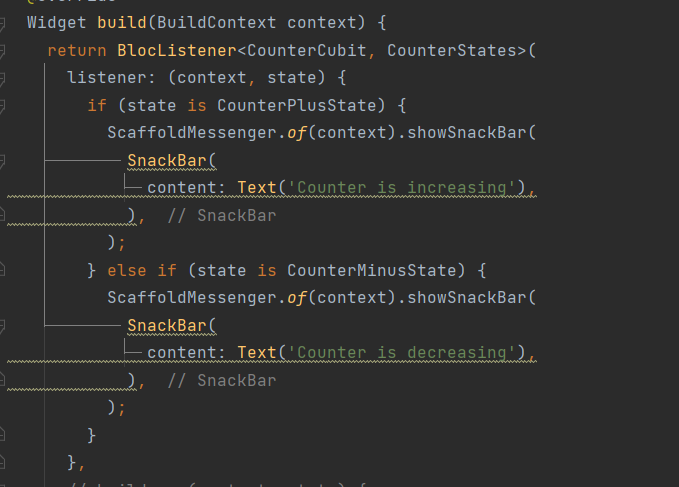 Widget build(BuildContext context) {
return BlocListener<CounterCubit, CounterStates>(
listener: (context, state) {
if (state is CounterPlusState) {
ScaffoldMessenger.of(context).showSnackBar(
SnackBar(
content: Text('Counter is increasing'),
), // SnackBar
);
} else if (state is CounterMinusState) {
ScaffoldMessenger.of(context).showSnackBar(
SnackBar(
content: Text('Counter is decreasing'),
), // SnackBar
);
}
},